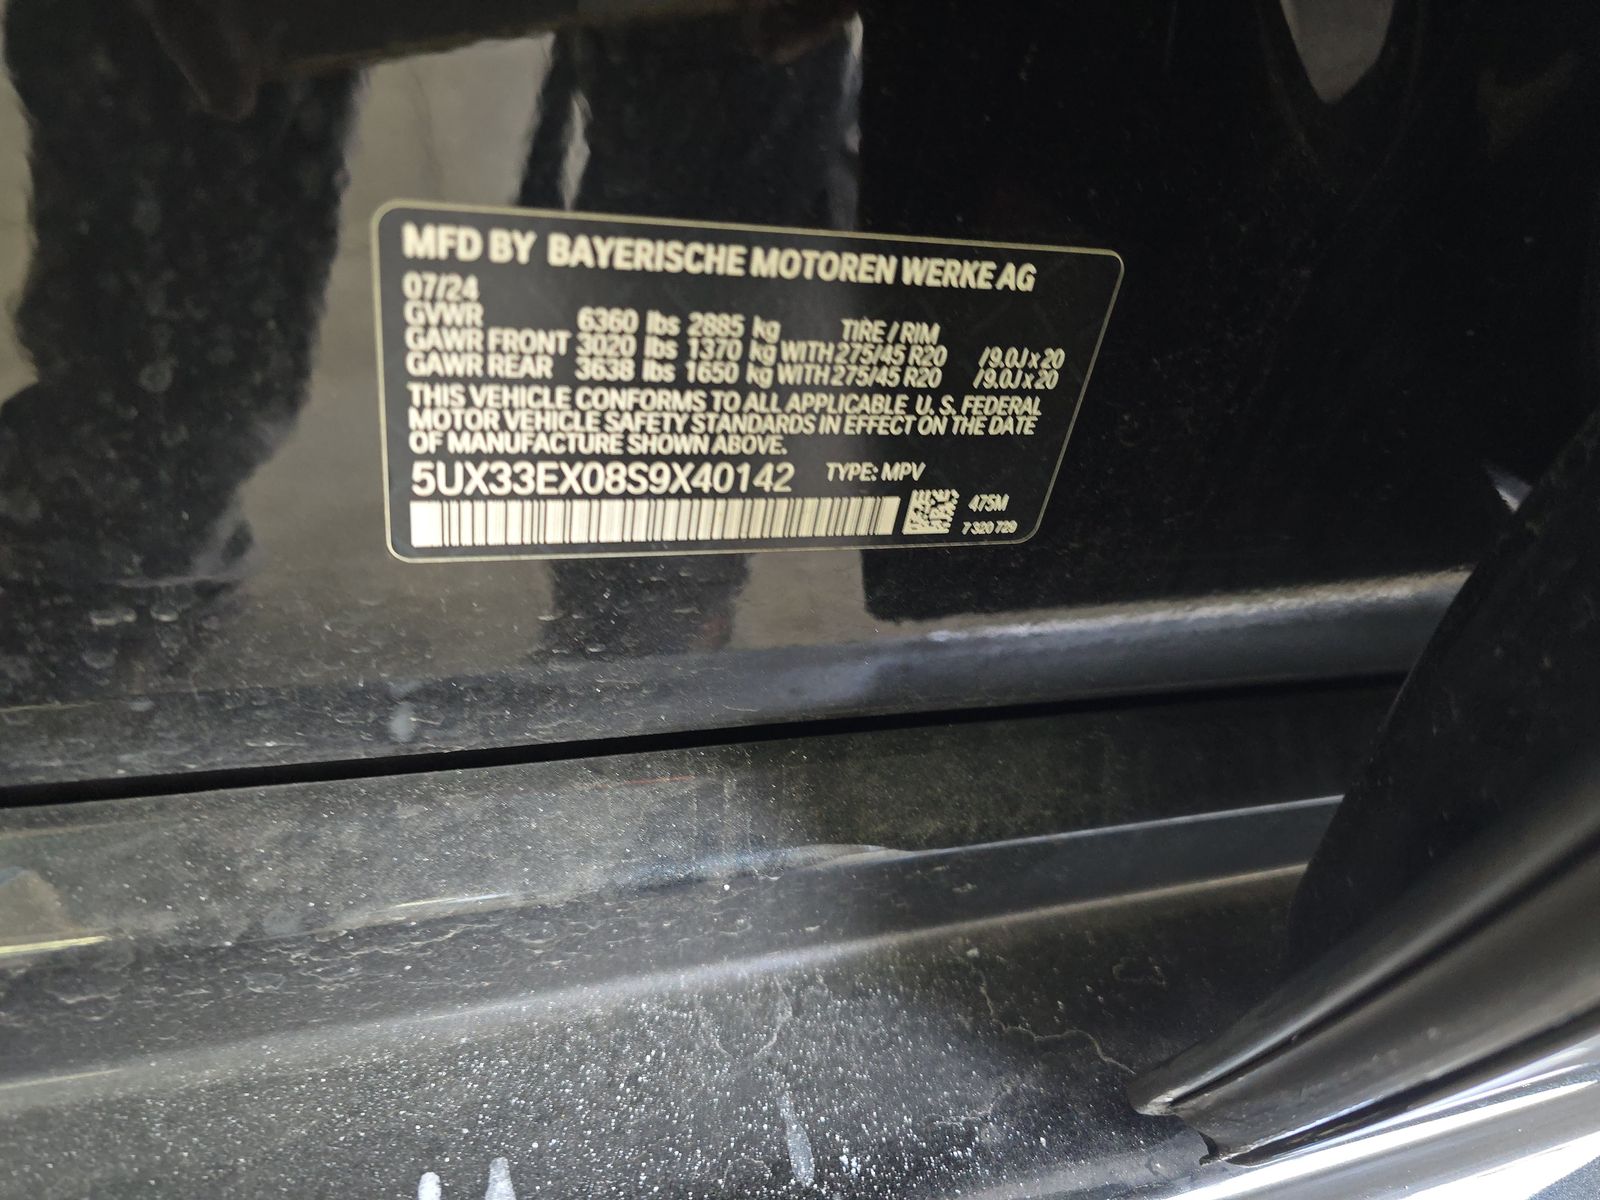 MFD BY BAYERISCHE MOTOREN WERKE AG
07/24
GVWR 6360 lbs 2885 kg TIRE / RIM
GAWR FRONT 3020 lbs 1370 kg WITH 275/45 R20 /9.0J x 20
GAWR REAR 3638 lbs 1650 kg WITH 275/45 R20 /9.0J x 20
THIS VEHICLE CONFORMS TO ALL APPLICABLE U. S. FEDERAL
MOTOR VEHICLE SAFETY STANDARDS IN EFFECT ON THE DATE
OF MANUFACTURE SHOWN ABOVE.
5UX33EX08S9X40142 TYPE: MPV
475M
7 320 729